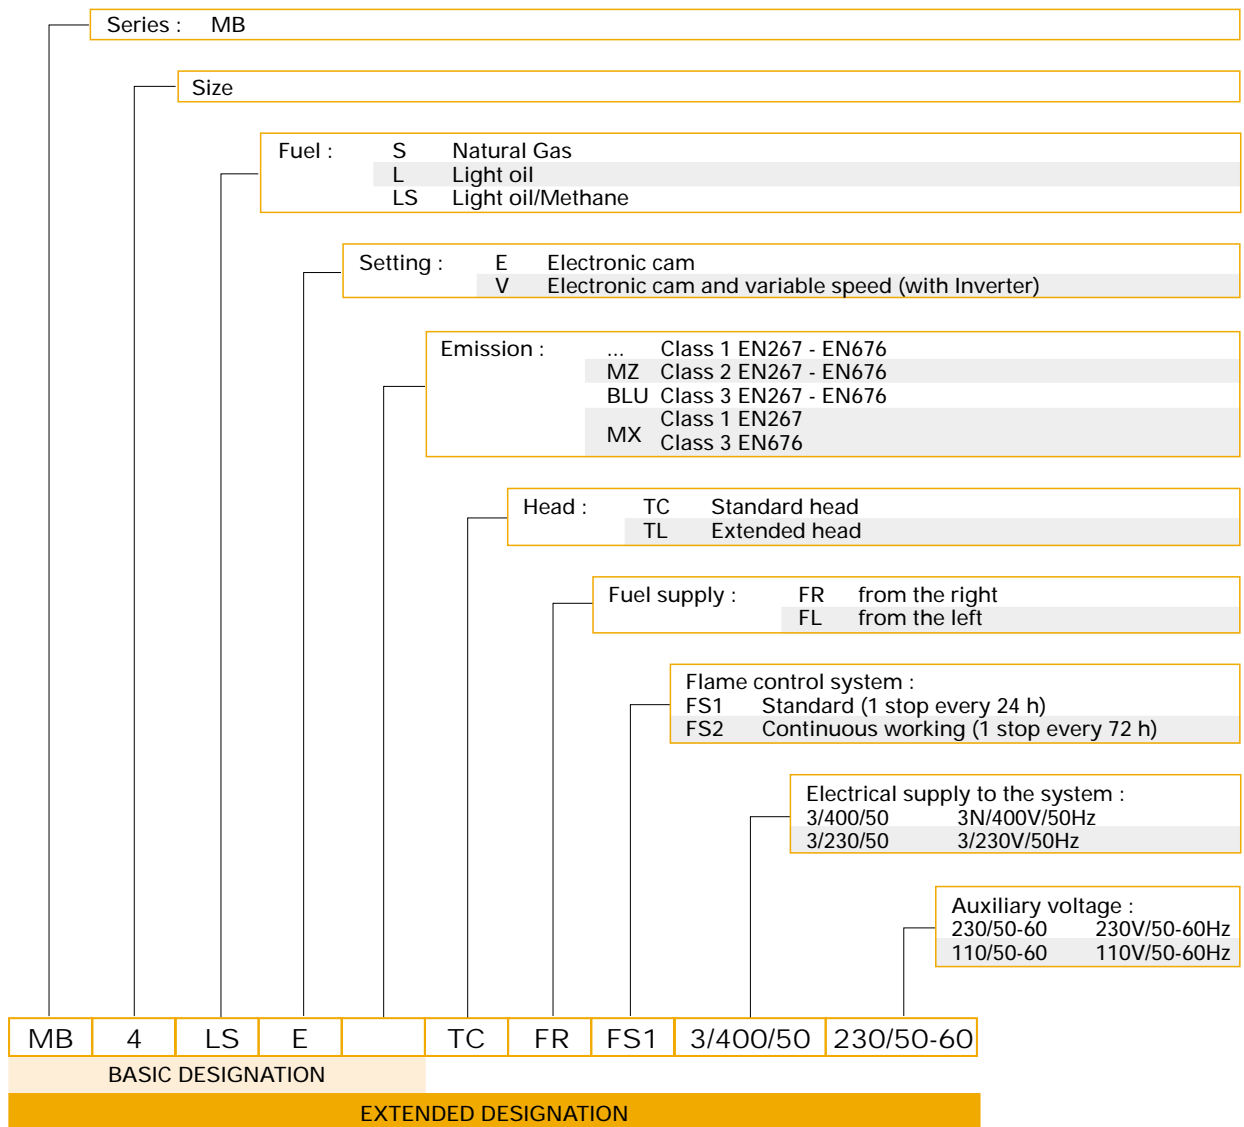 Series : MB
Size
Fuel : S Natural Gas
L Light oil
LS Light oil/Methane
Setting : E Electronic cam
V Electronic cam and variable speed (with Inverter)
Emission : ... Class 1 EN267 - EN676
MZ Class 2 EN267 - EN676
BLU Class 3 EN267 - EN676
MX Class 1 EN267
Class 3 EN676
Head : TC Standard head
TL Extended head
Fuel supply : FR from the right
FL from the left
Flame control system :
FS1 Standard (1 stop every 24 h)
FS2 Continuous working (1 stop every 72 h)
Electrical supply to the system :
3/400/50 3N/400V/50Hz
3/230/50 3/230V/50Hz
Auxiliary voltage :
230/50-60 230V/50-60Hz
110/50-60 110V/50-60Hz
MB 4 LS E TC FR FS1 3/400/50 230/50-60
BASIC DESIGNATION
EXTENDED DESIGNATION